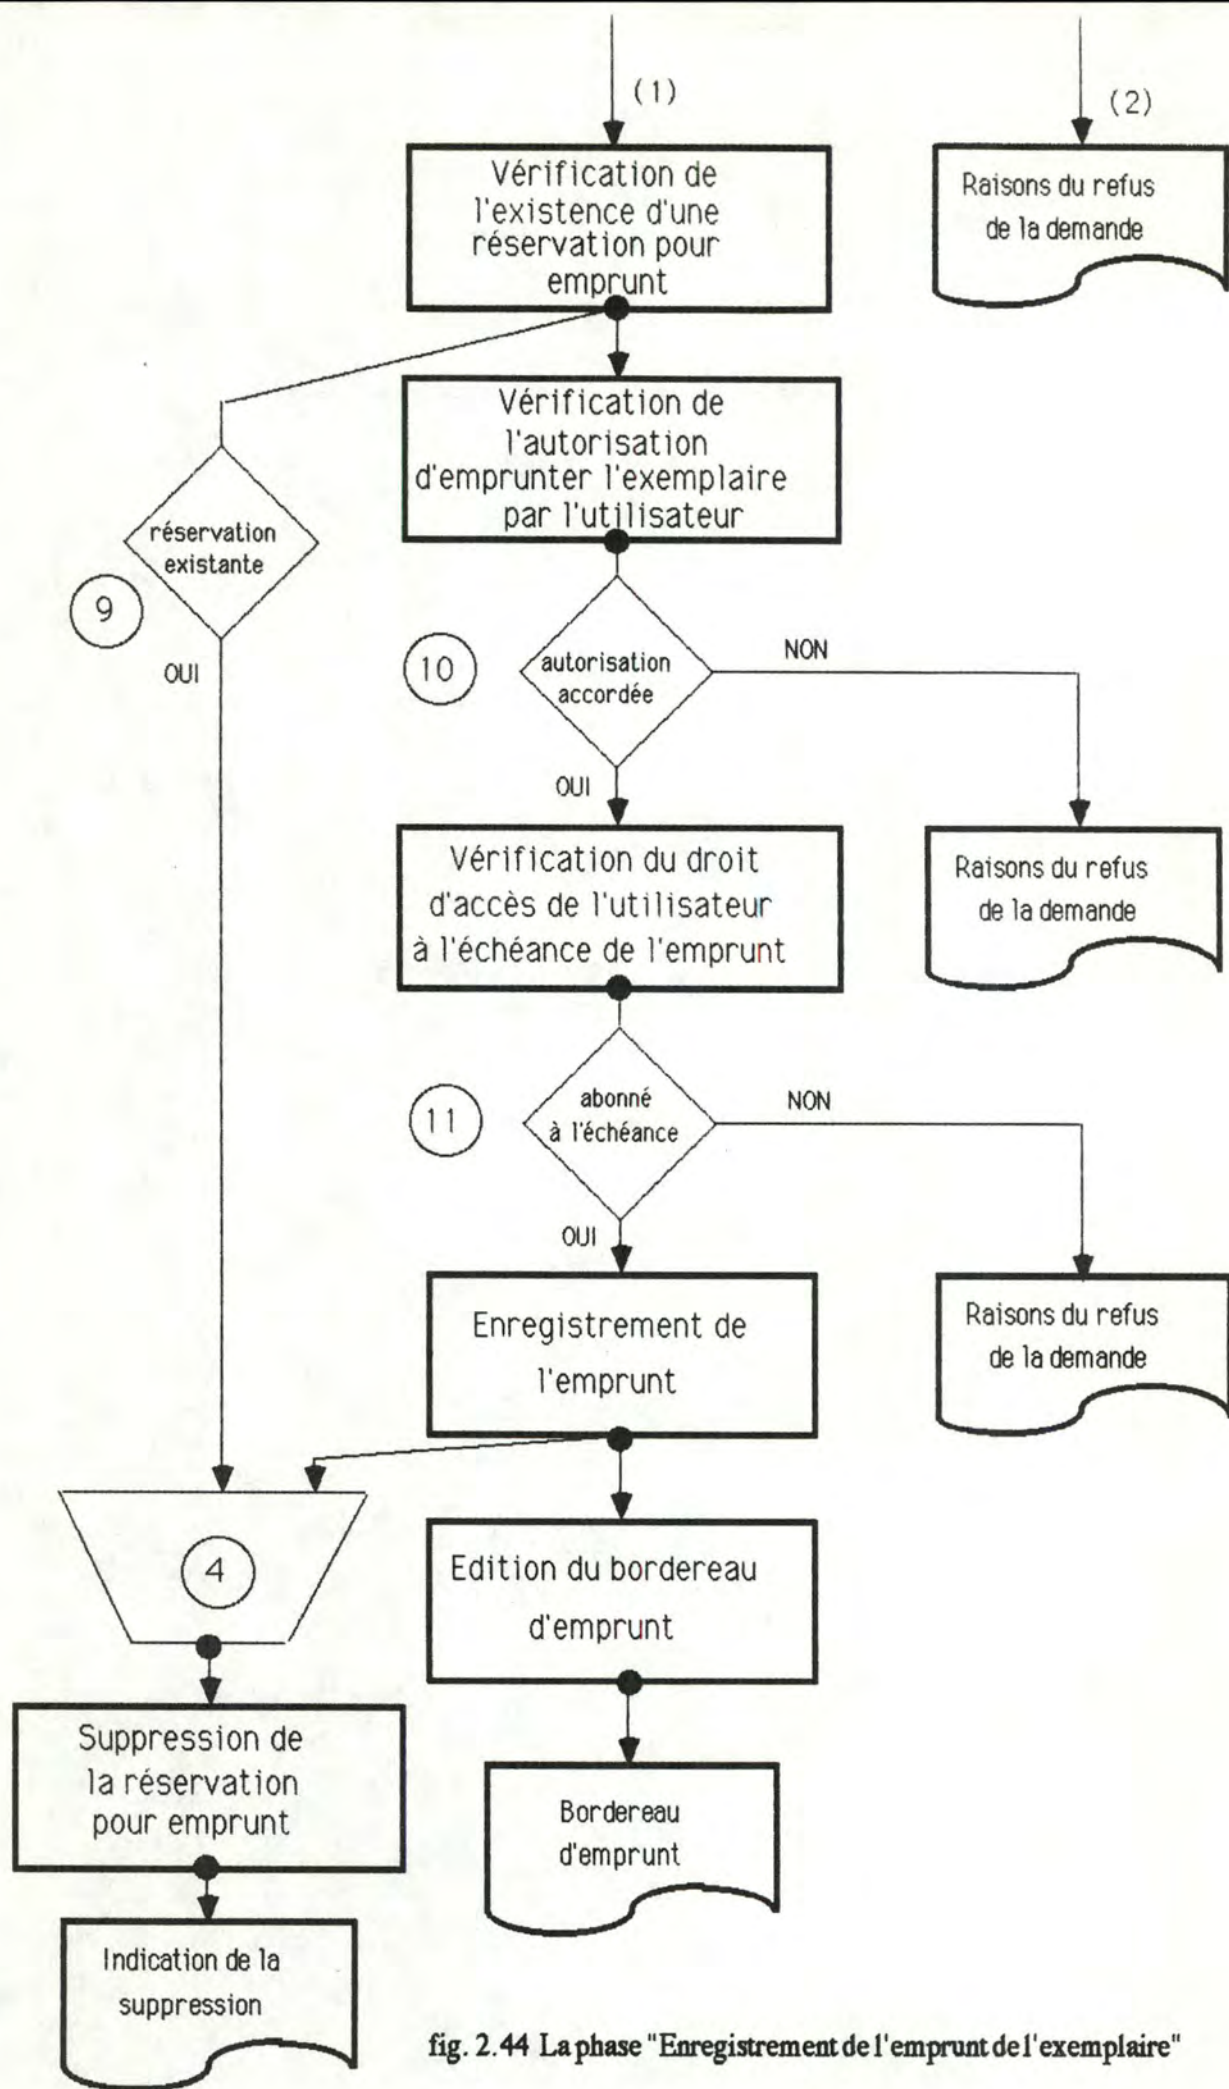 (1)
(2)
Vérification de
l'existence d'une
réservation pour
emprunt
Raisons du refus
de la demande
Vérification de
l'autorisation
d'emprunter l'exemplaire
par l'utilisateur
réservation
existante
9
OUI
10
autorisation
accordée
NON
OUI
Vérification du droit
d'accès de l'utilisateur
à l'échéance de l'emprunt
Raisons du refus
de la demande
11
abonné
à l'échéance
NON
OUI
Enregistrement de
l'emprunt
Raisons du refus
de la demande
4
Edition du bordereau
d'emprunt
Suppression de
la réservation
pour emprunt
Bordereau
d'emprunt
Indication de la
suppression
fig. 2.44 La phase "Enregistrement de l'emprunt de l'exemplaire"